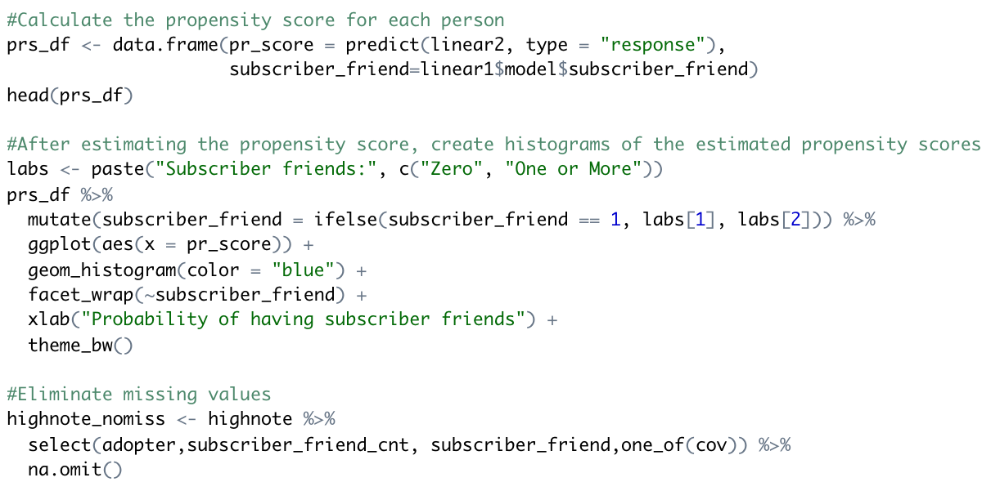 #Calculate the propensity score for each person
prs_df <- data.frame(pr_score = predict(linear2, type = "response"),
                     subscriber_friend=linear1$model$subscriber_friend)
head(prs_df)

#After estimating the propensity score, create histograms of the estimated propensity scores
labs <- paste("Subscriber friends:", c("Zero", "One or More"))
prs_df %>%
  mutate(subscriber_friend = ifelse(subscriber_friend == 1, labs[1], labs[2])) %>%
  ggplot(aes(x = pr_score)) +
  geom_histogram(color = "blue") +
  facet_wrap(~subscriber_friend) +
  xlab("Probability of having subscriber friends") +
  theme_bw()

#Eliminate missing values
highnote_nomiss <- highnote %>%
  select(adopter,subscriber_friend_cnt, subscriber_friend,one_of(cov)) %>%
  na.omit()